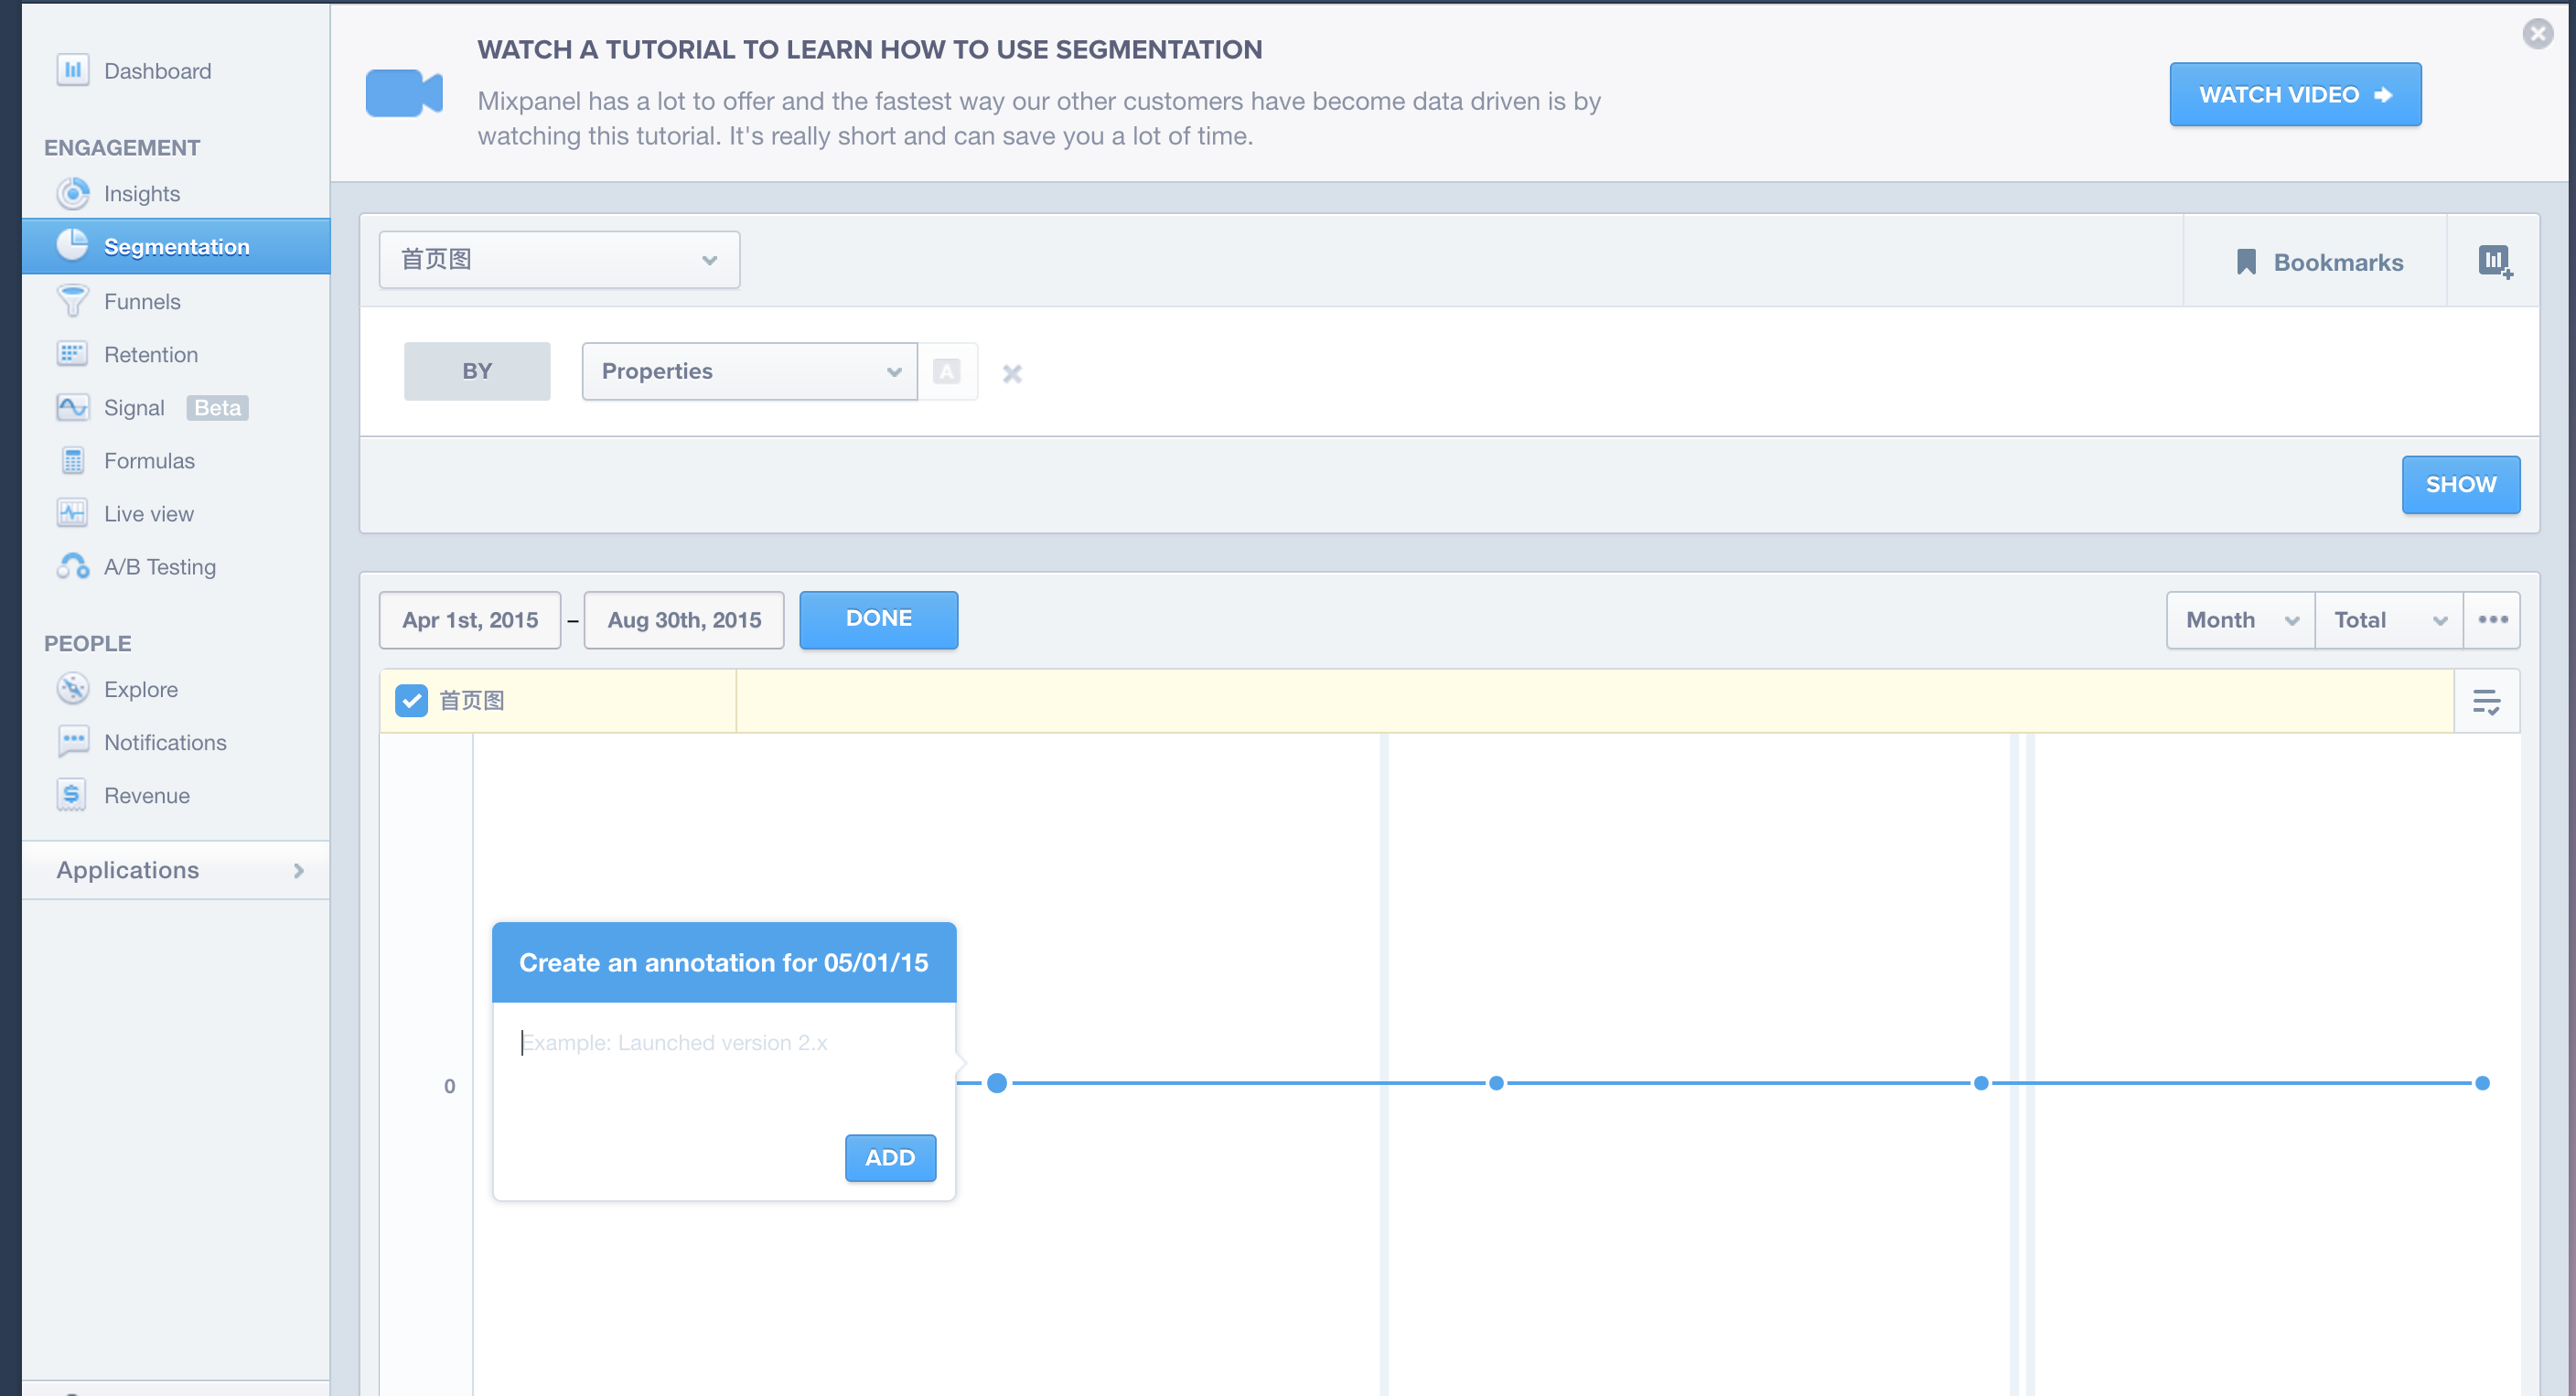 Dashboard
ENGAGEMENT
Insights
Segmentation
Funnels
Retention
Signal Beta
Formulas
Live view
A/B Testing
PEOPLE
Explore
Notifications
Revenue
Applications
WATCH A TUTORIAL TO LEARN HOW TO USE SEGMENTATION
Mixpanel has a lot to offer and the fastest way our other customers have become data driven is by
watching this tutorial. It's really short and can save you a lot of time.
WATCH VIDEO
首页图
Bookmarks
BY
Properties
A
SHOW
Apr 1st, 2015 – Aug 30th, 2015
DONE
Month
Total
首页图
Create an annotation for 05/01/15
Example: Launched version 2.x
ADD
0